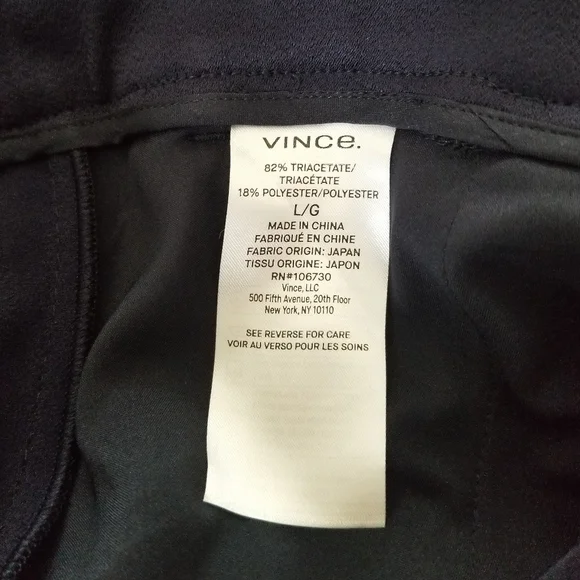 VINCe.
82% TRIACETATE/
TRIACÉTATE
18% POLYESTER/POLYESTER
L/G
MADE IN CHINA
FABRIQUÉ EN CHINE
FABRIC ORIGIN: JAPAN
TISSU ORIGINE: JAPON
RN#106730
Vince, LLC
500 Fifth Avenue, 20th Floor
New York, NY 10110
SEE REVERSE FOR CARE
VOIR AU VERSO POUR LES SOINS